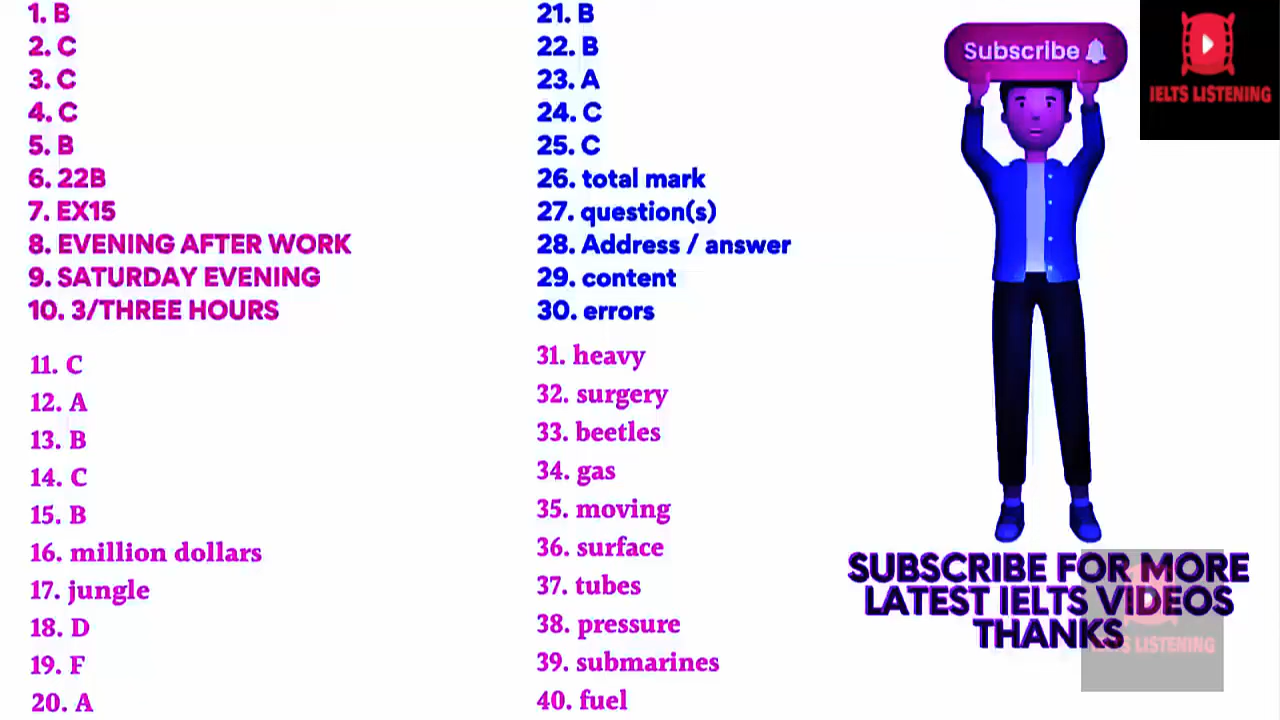 1. B
2. C
3. C
4. C
5. B
6. 22B
7. EX15
8. EVENING AFTER WORK
9. SATURDAY EVENING
10. 3/THREE HOURS
11. C
12. A
13. B
14. C
15. B
16. million dollars
17. jungle
18. D
19. F
20. A
21. B
22. B
23. A
24. C
25. C
26. total mark
27. question(s)
28. Address / answer
29. content
30. errors
31. heavy
32. surgery
33. beetles
34. gas
35. moving
36. surface
37. tubes
38. pressure
39. submarines
40. fuel
Subscribe
IELTS LISTENING
SUBSCRIBE FOR MORE
LATEST IELTS VIDEOS
THANKS
IELTS LISTENING